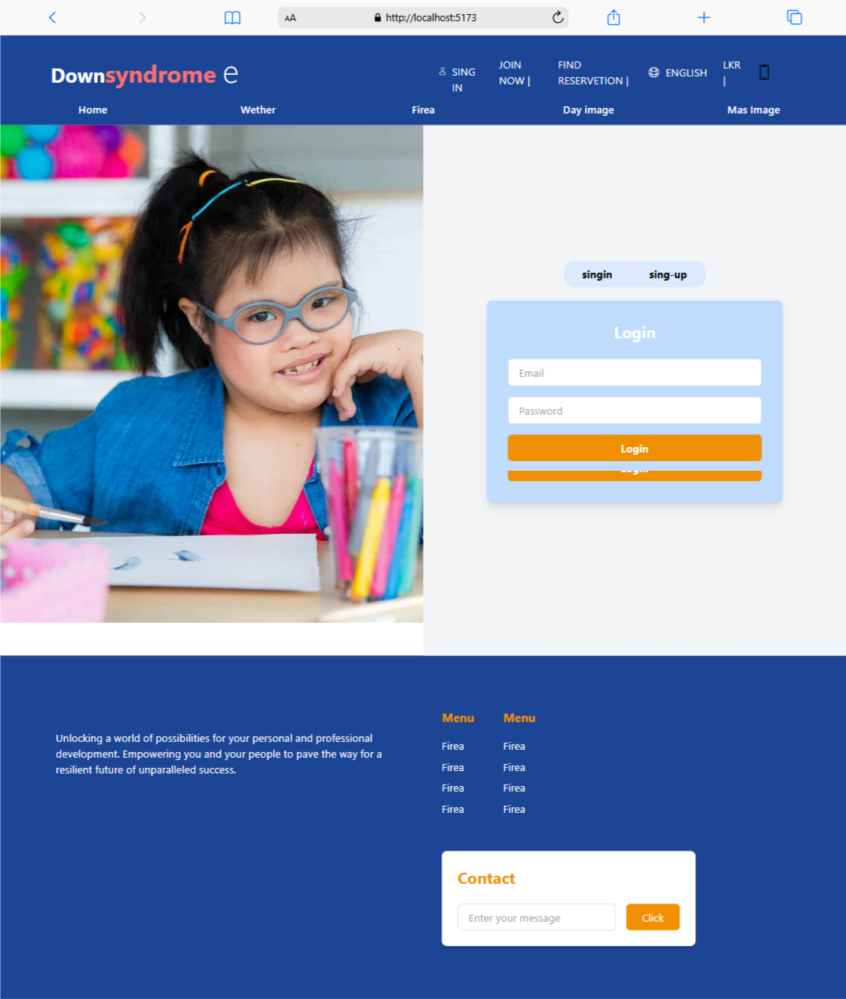 AA
http://localhost:5173
Downsyndrome e
SING IN
JOIN NOW |
FIND RESERVETION |
ENGLISH
LKR |
Home
Wether
Firea
Day image
Mas Image
singin
sing-up
Login
Email
Password
Login
Login
Unlocking a world of possibilities for your personal and professional
development. Empowering you and your people to pave the way for a
resilient future of unparalleled success.
Menu
Firea
Firea
Firea
Firea
Menu
Firea
Firea
Firea
Firea
Contact
Enter your message
Click